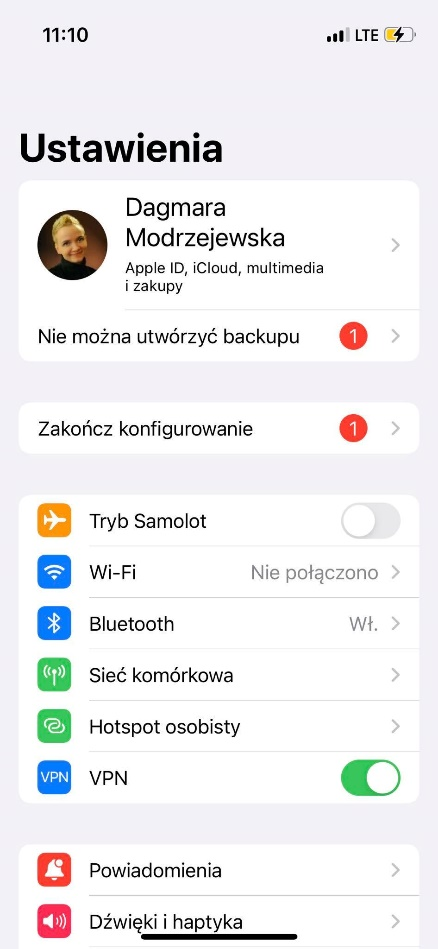 11:10
LTE
Ustawienia
Dagmara
Modrzejewska
Apple ID, iCloud, multimedia
i zakupy
Nie można utwórzyć backupu 1
Zakończ konfigurowanie 1
Tryb Samolot
Wi-Fi Nie połączono
Bluetooth Wł.
Sieć komórkowa
Hotspot osobisty
VPN VPN
Powiadomienia
Dźwięki i haptyka